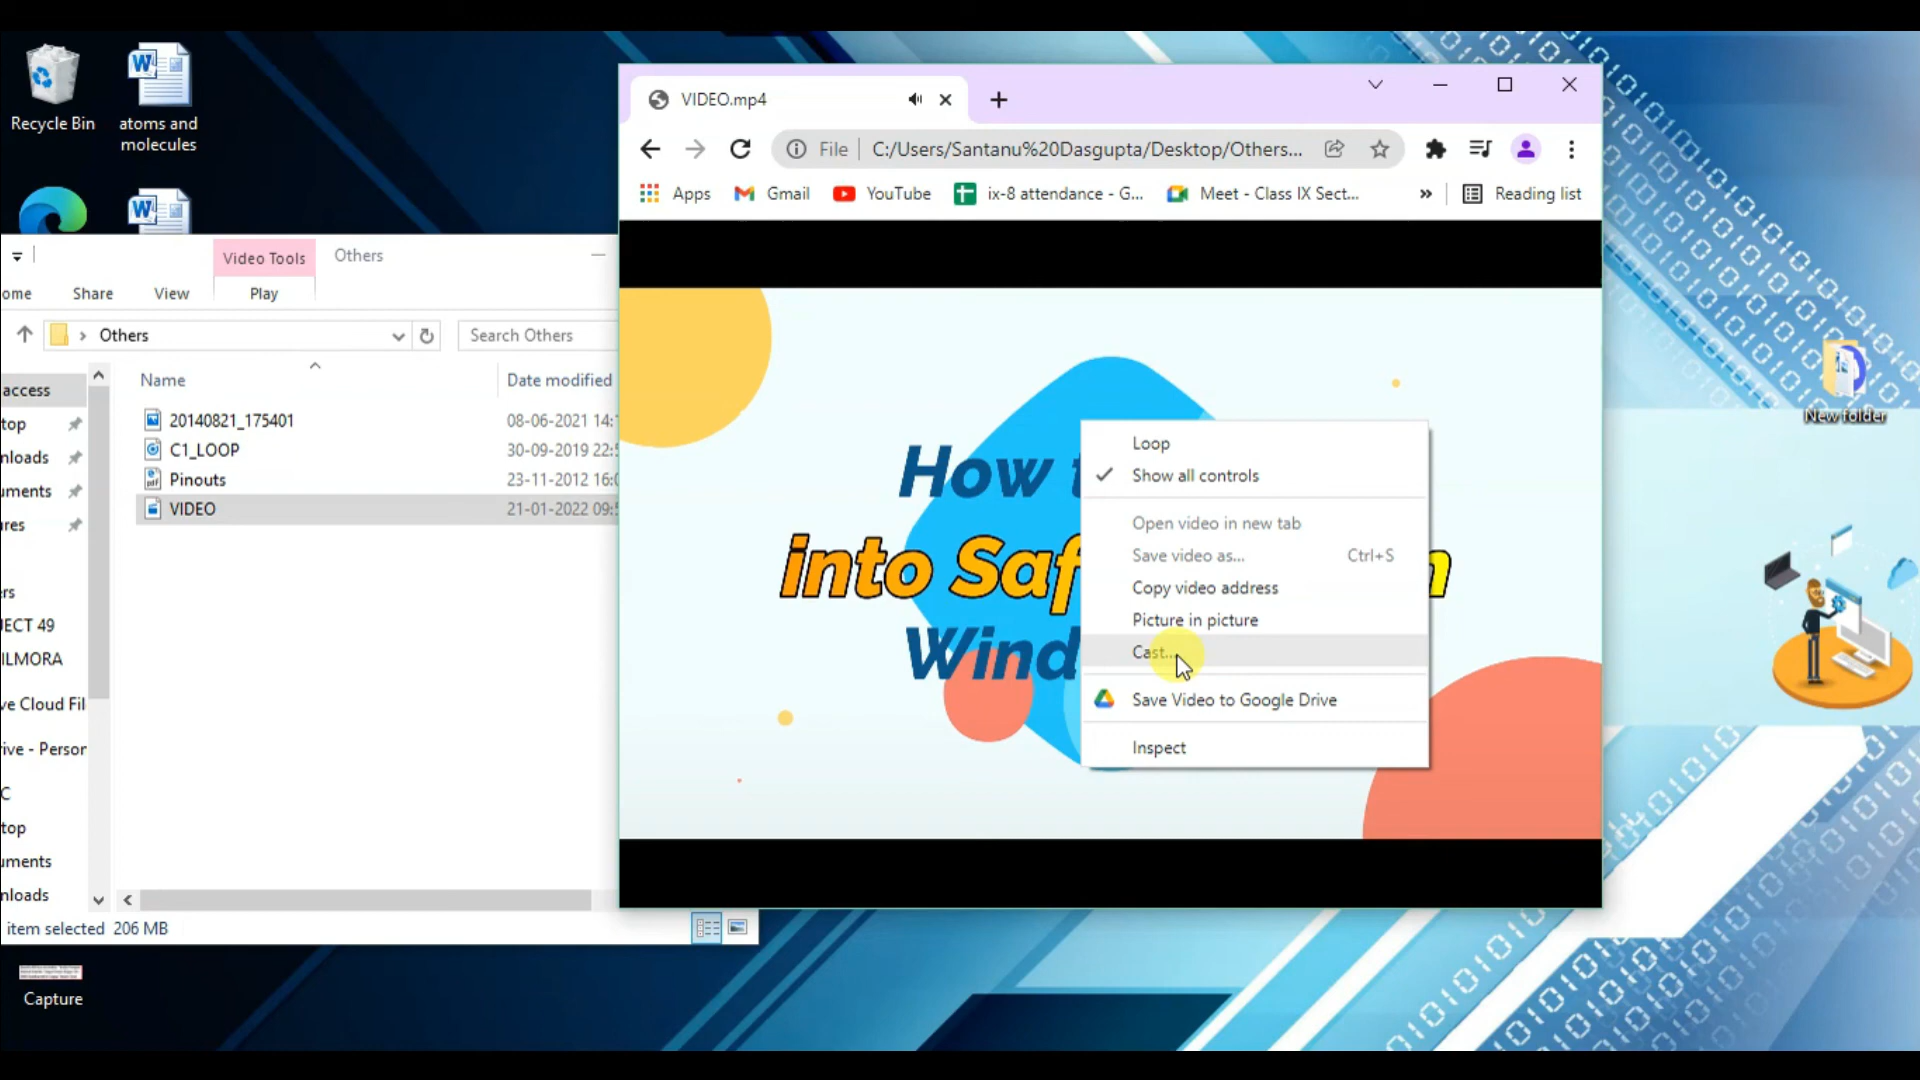 Recycle Bin
atoms and
molecules
VIDEO.mp4
File
C:/Users/Santanu%20Dasgupta/Desktop/Others...
Apps
Gmail
YouTube
ix-8 attendance - G...
Meet - Class IX Sect...
»
Reading list
Video Tools
Others
ome
Share
View
Play
Others
Search Others
Name
Date modified
access
top
nloads
uments
res
20140821_175401
08-06-2021 14:
C1_LOOP
30-09-2019 22:
Pinouts
23-11-2012 16:
VIDEO
21-01-2022 09:
rs
JECT 49
ILMORA
ve Cloud Fil
rive - Persor
C
top
uments
nloads
item selected 206 MB
How t
into Saf
Wind
Loop
Show all controls
Open video in new tab
Save video as...
Ctrl+S
Copy video address
Picture in picture
Cast...
Save Video to Google Drive
Inspect
New folder
Capture